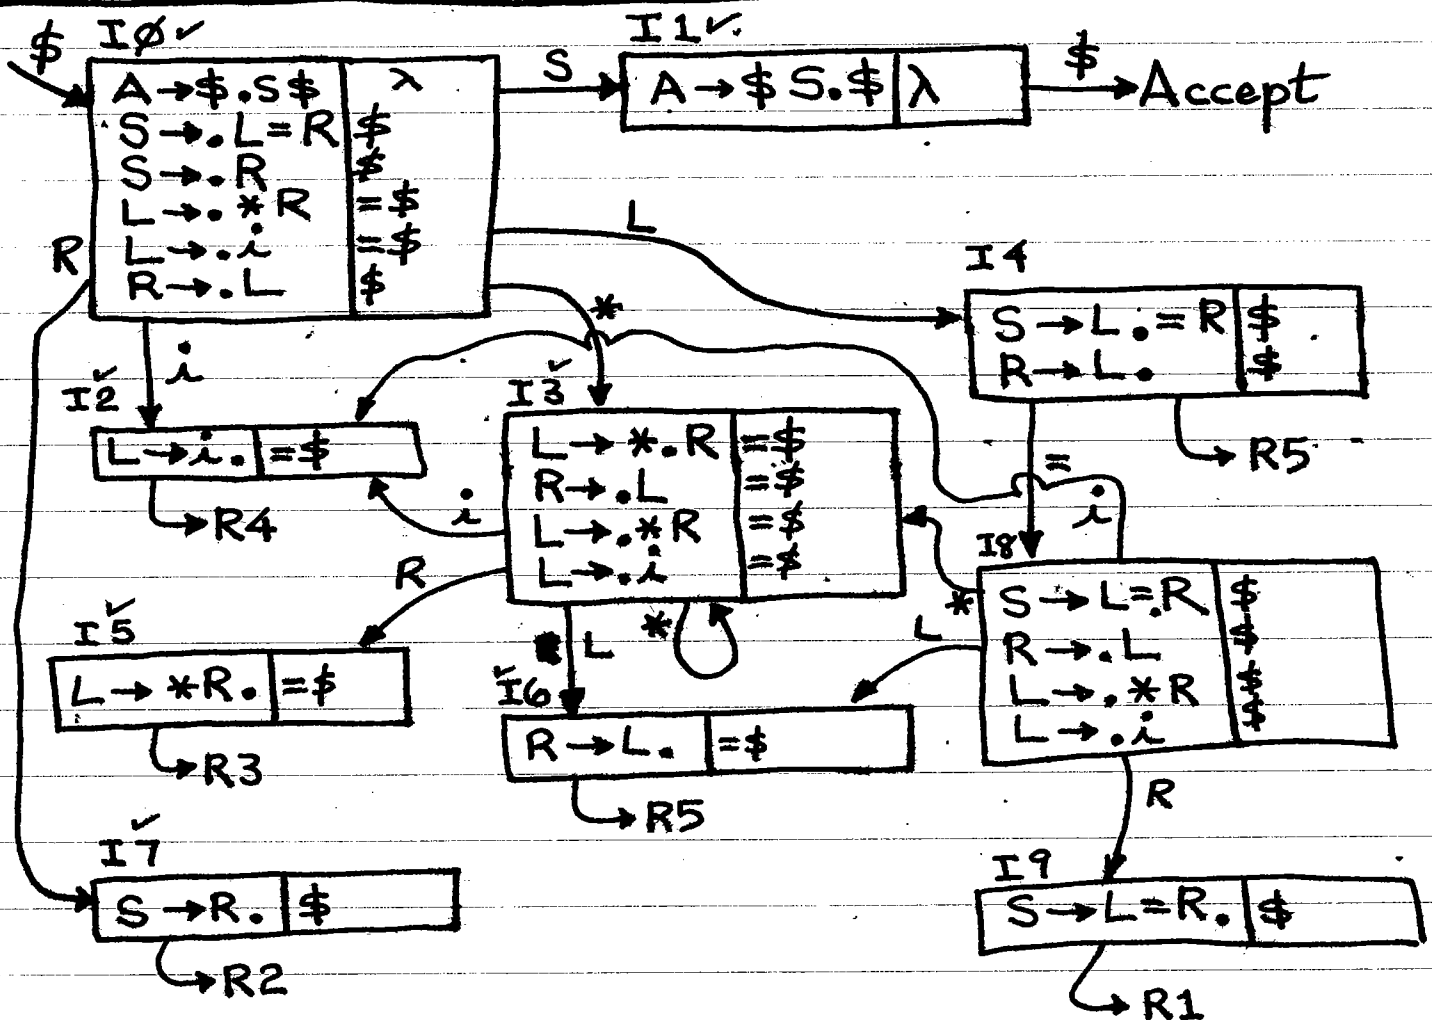 $
I0✓
A→$.S$ λ
S→.L=R $
S→.R $
L→.*R =$
L→.i =$
R→.L $
S
I1✓
A→$S.$ λ
$
Accept
R
L
*
i
I4
S→L.=R $
R→L. $
R5
=
I2✓
L→i. =$
R4
I3✓
L→*.R =$
R→.L =$
L→.*R =$
L→.i =$
i
R
L
*
I8
S→L=.R $
R→.L $
L→.*R $
L→.i $
i
*
L
R
I5✓
L→*R. =$
R3
I6✓
R→L. =$
R5
I7✓
S→R. $
R2
I9
S→L=R. $
R1